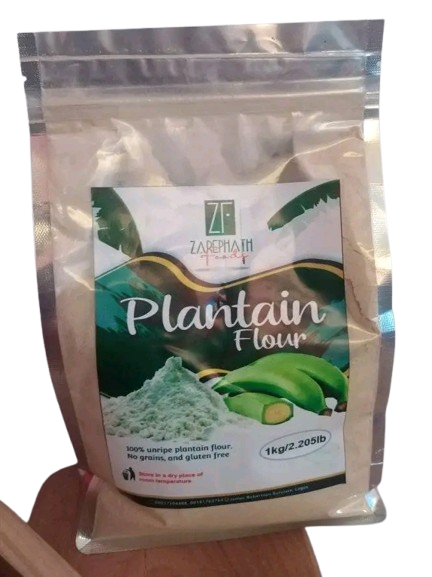 ZF
ZAREPHATH
Foods
Plantain
Flour
100% unripe plantain flour.
No grains, and gluten free
1kg/2.205lb
Store in a dry place of
room temperature